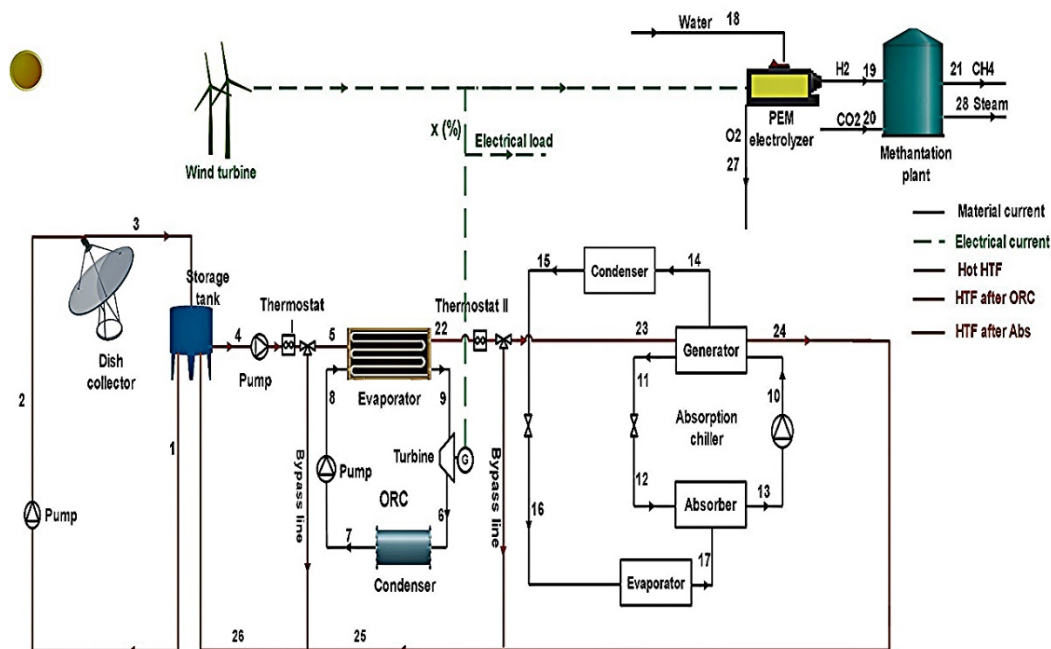 Water 18
H2 19
21 CH4
28 Steam
CO2 20
O2
27
PEM
electrolyzer
Methantation
plant
Wind turbine
x (%)
Electrical load
Material current
Electrical current
Hot HTF
HTF after ORC
HTF after Abs
3
Storage
tank
Dish
collector
2
1
Pump
4
Pump
Thermostat
5
Evaporator
22
Thermostat II
8
9
Turbine
G
Pump
ORC
7
6
Condenser
Bypass line
Bypass line
15
Condenser
14
23
Generator
24
11
10
Absorption
chiller
12
Absorber
13
16
17
Evaporator
26
25